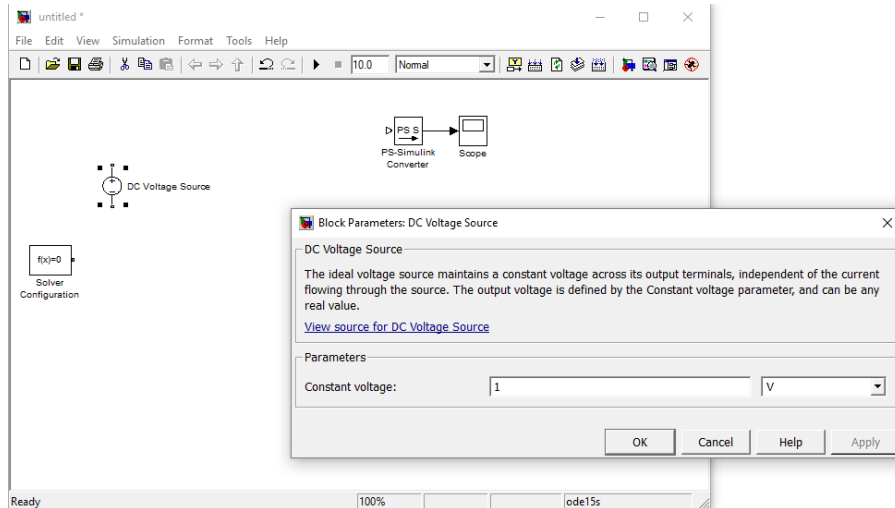 untitled *
File Edit View Simulation Format Tools Help
10.0 Normal
PS S
PS-Simulink
Converter
Scope
DC Voltage Source
f(x)=0
Solver
Configuration
Block Parameters: DC Voltage Source
DC Voltage Source
The ideal voltage source maintains a constant voltage across its output terminals, independent of the current
flowing through the source. The output voltage is defined by the Constant voltage parameter, and can be any
real value.
View source for DC Voltage Source
Parameters
Constant voltage: 1 V
OK Cancel Help Apply
Ready 100% ode15s